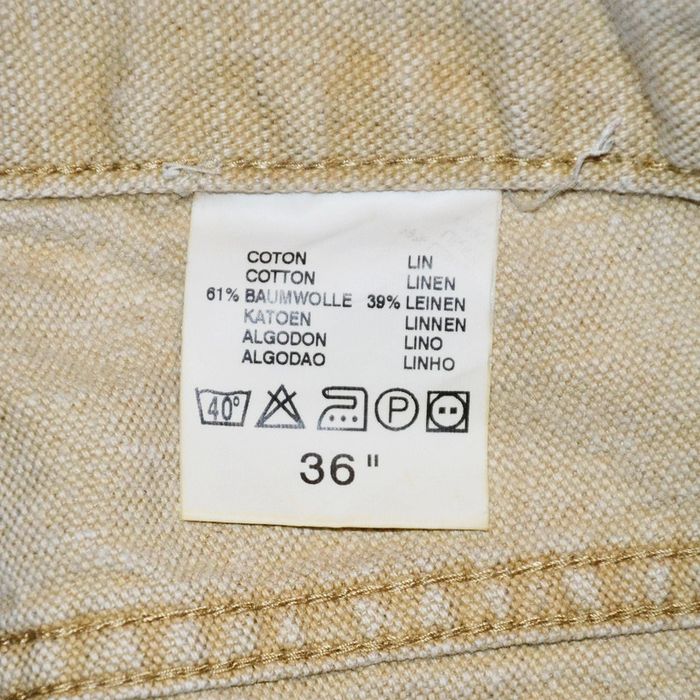 COTON LIN
COTTON LINEN
61% BAUMWOLLE 39% LEINEN
KATOEN LINNEN
ALGODON LINO
ALGODAO LINHO
40° P
36"